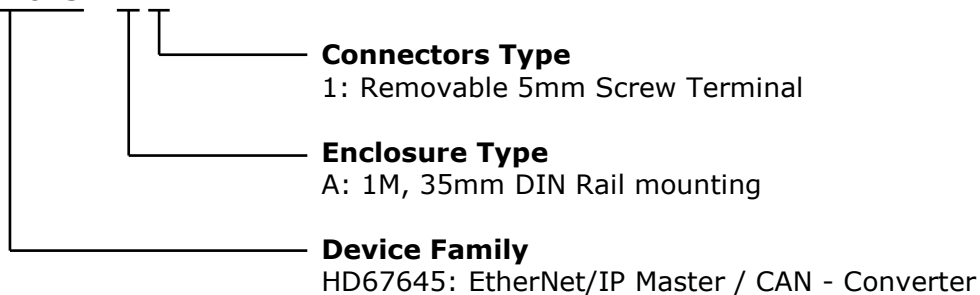 Connectors Type
1: Removable 5mm Screw Terminal
Enclosure Type
A: 1M, 35mm DIN Rail mounting
Device Family
HD67645: EtherNet/IP Master / CAN - Converter